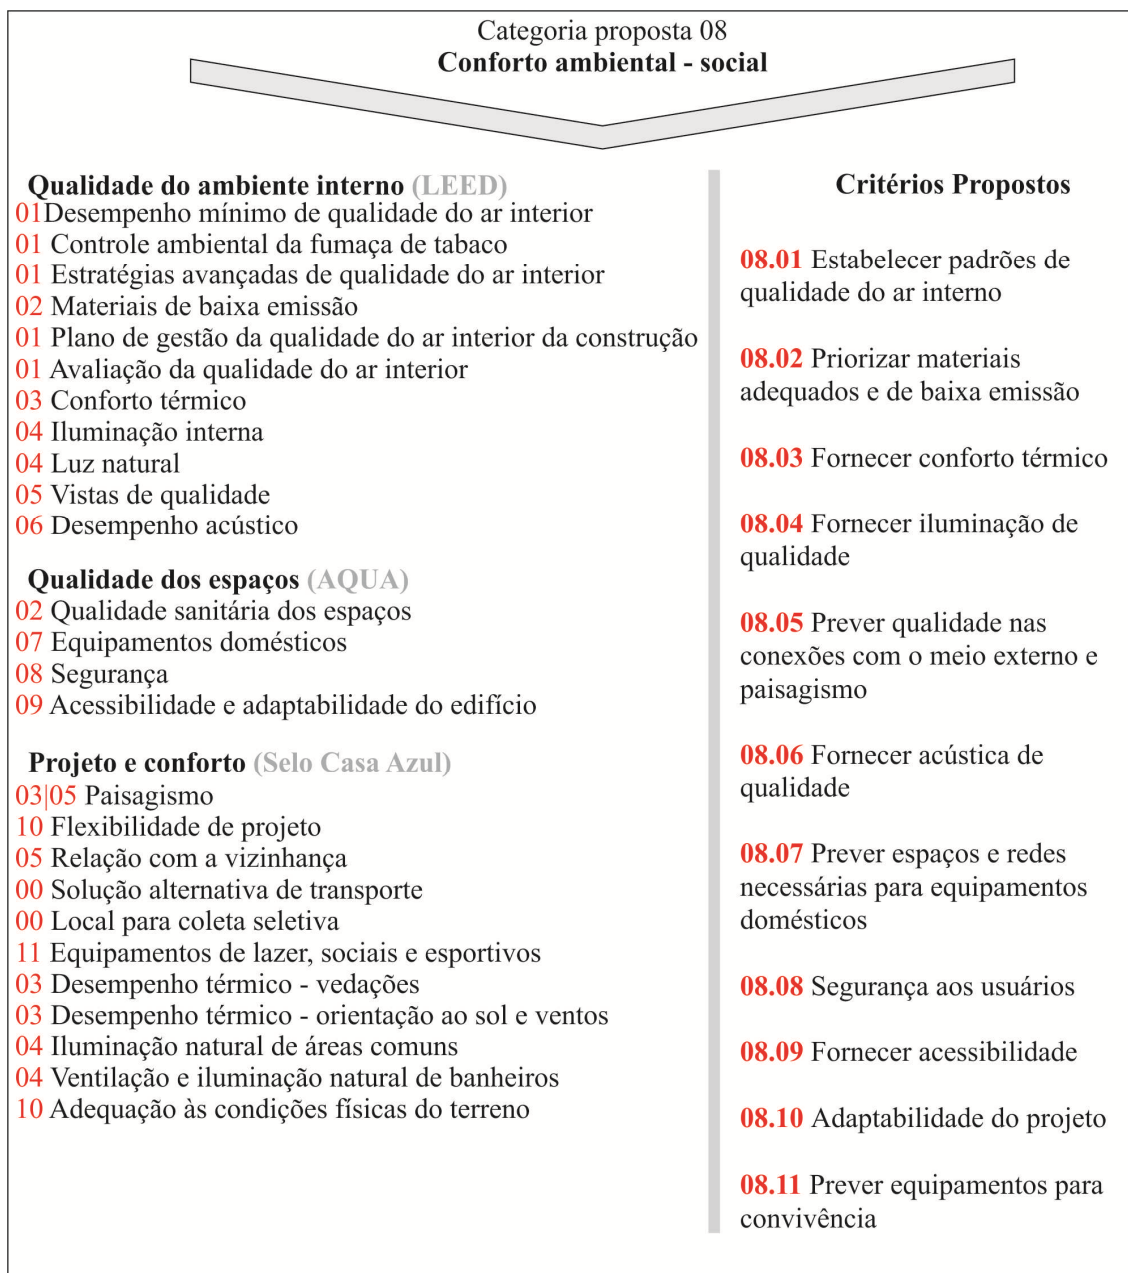 Categoria proposta 08
Conforto ambiental - social
Qualidade do ambiente interno (LEED)
01Desempenho mínimo de qualidade do ar interior
01 Controle ambiental da fumaça de tabaco
01 Estratégias avançadas de qualidade do ar interior
02 Materiais de baixa emissão
01 Plano de gestão da qualidade do ar interior da construção
01 Avaliação da qualidade do ar interior
03 Conforto térmico
04 Iluminação interna
04 Luz natural
05 Vistas de qualidade
06 Desempenho acústico
Qualidade dos espaços (AQUA)
02 Qualidade sanitária dos espaços
07 Equipamentos domésticos
08 Segurança
09 Acessibilidade e adaptabilidade do edifício
Projeto e conforto (Selo Casa Azul)
03|05 Paisagismo
10 Flexibilidade de projeto
05 Relação com a vizinhança
00 Solução alternativa de transporte
00 Local para coleta seletiva
11 Equipamentos de lazer, sociais e esportivos
03 Desempenho térmico - vedações
03 Desempenho térmico - orientação ao sol e ventos
04 Iluminação natural de áreas comuns
04 Ventilação e iluminação natural de banheiros
10 Adequação às condições físicas do terreno
Critérios Propostos
08.01 Estabelecer padrões de
qualidade do ar interno
08.02 Priorizar materiais
adequados e de baixa emissão
08.03 Fornecer conforto térmico
08.04 Fornecer iluminação de
qualidade
08.05 Prever qualidade nas
conexões com o meio externo e
paisagismo
08.06 Fornecer acústica de
qualidade
08.07 Prever espaços e redes
necessárias para equipamentos
domésticos
08.08 Segurança aos usuários
08.09 Fornecer acessibilidade
08.10 Adaptabilidade do projeto
08.11 Prever equipamentos para
convivência